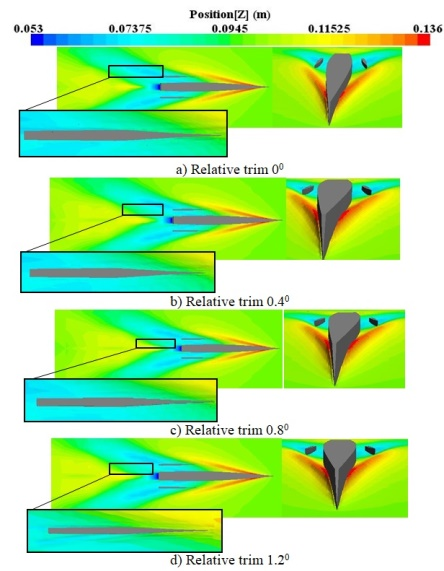 Position[Z] (m)
0.053 0.07375 0.0945 0.11525 0.136
a) Relative trim 0⁰
b) Relative trim 0.4⁰
c) Relative trim 0.8⁰
d) Relative trim 1.2⁰